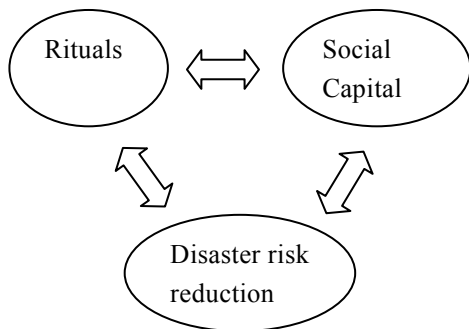 Rituals
Social
Capital
Disaster risk
reduction